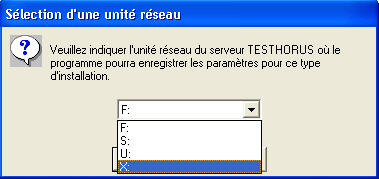 Sélection d'une unité réseau
Veuillez indiquer l'unité réseau du serveur TESTHORUS où le
programme pourra enregistrer les paramètres pour ce type
d'installation.
F:
F:
S:
U:
X: